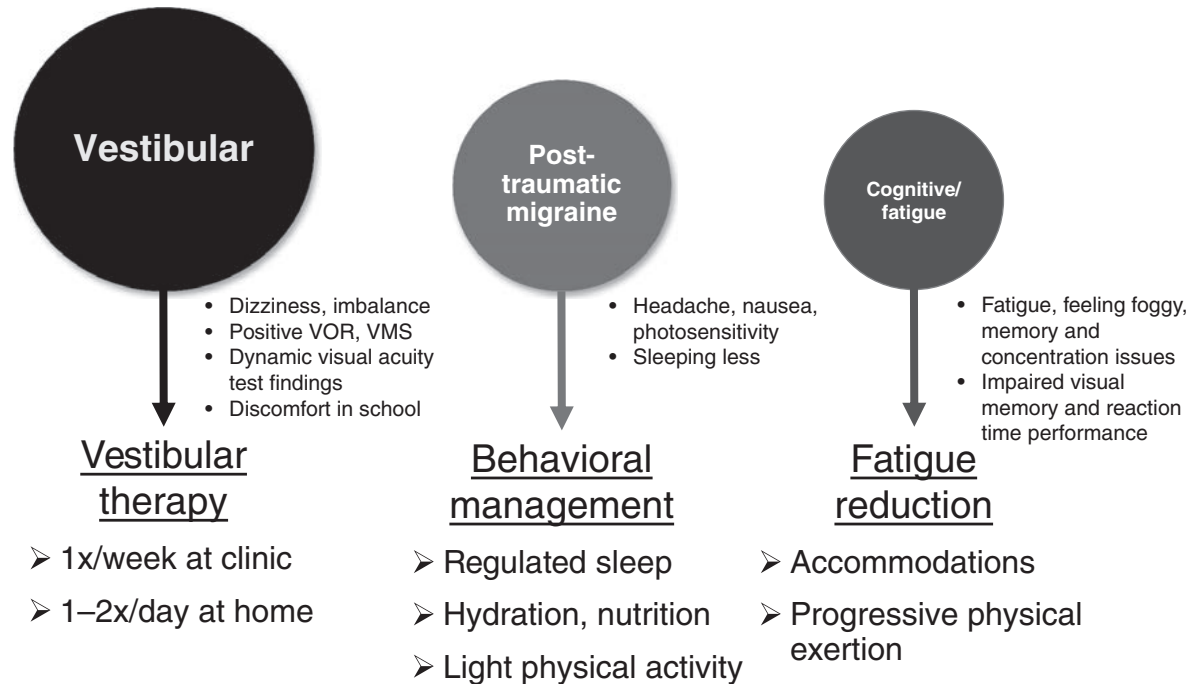 Vestibular
• Dizziness, imbalance
• Positive VOR, VMS
• Dynamic visual acuity
test findings
• Discomfort in school
Vestibular
therapy
➢ 1x/week at clinic
➢ 1–2x/day at home
Post-
traumatic
migraine
• Headache, nausea,
photosensitivity
• Sleeping less
Behavioral
management
➢ Regulated sleep
➢ Hydration, nutrition
➢ Light physical activity
Cognitive/
fatigue
• Fatigue, feeling foggy,
memory and
concentration issues
• Impaired visual
memory and reaction
time performance
Fatigue
reduction
➢ Accommodations
➢ Progressive physical
exertion